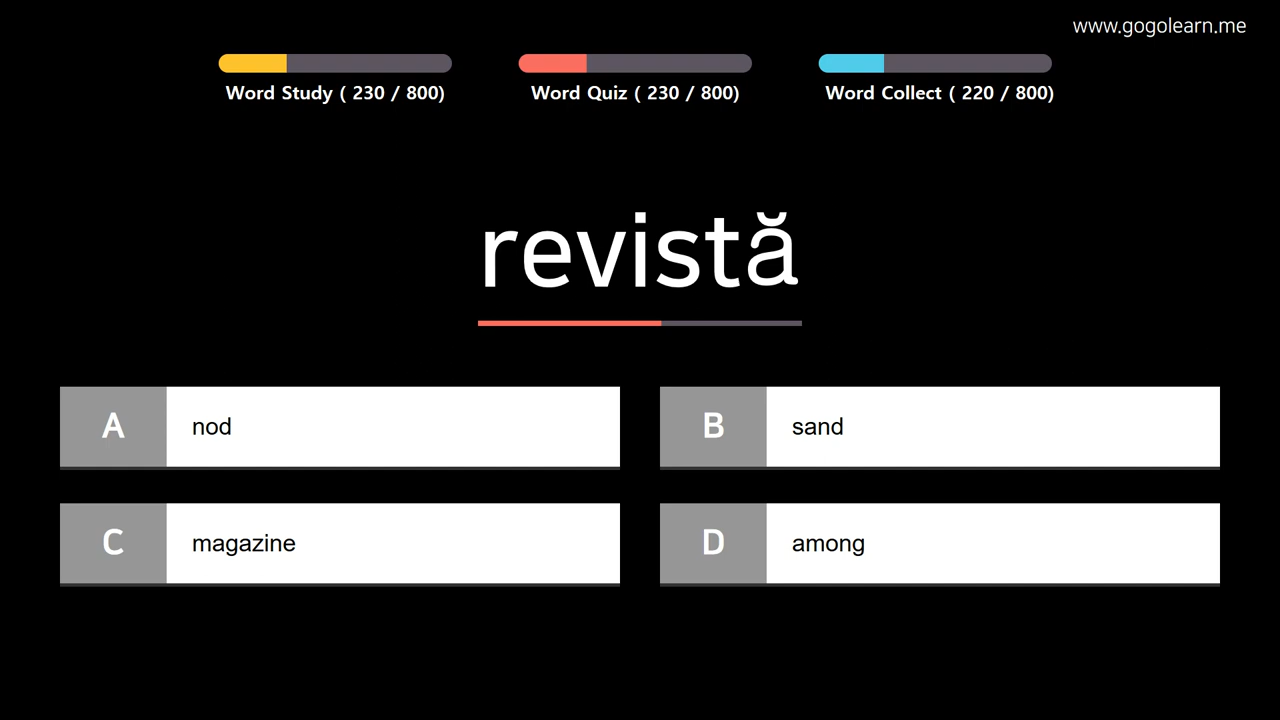 www.gogolearn.me
Word Study ( 230 / 800)
Word Quiz ( 230 / 800)
Word Collect ( 220 / 800)
revistă
A nod
B sand
C magazine
D among